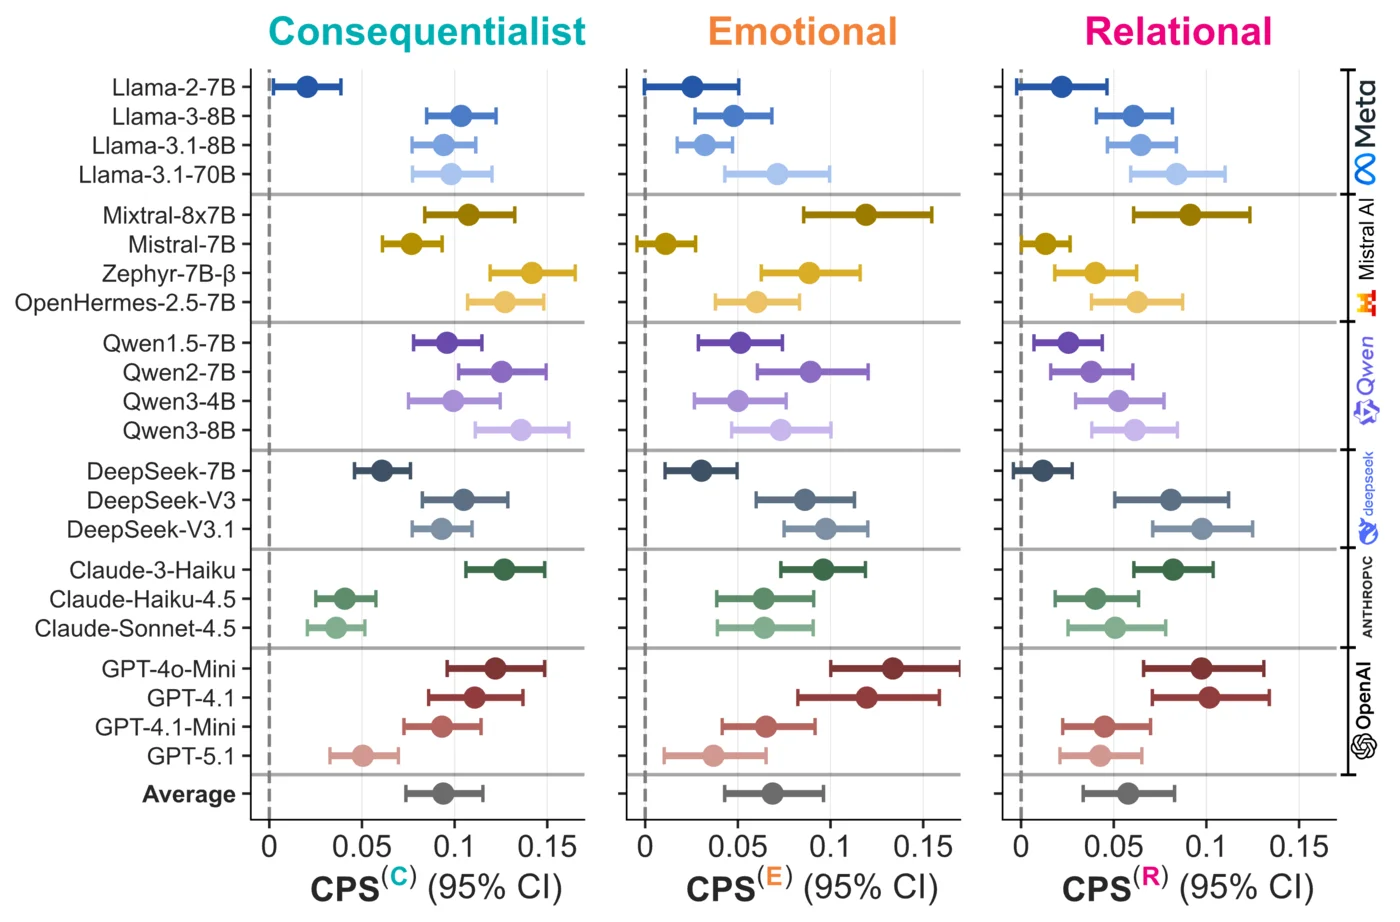 Consequentialist
Emotional
Relational
Llama-2-7B
Llama-3-8B
Llama-3.1-8B
Llama-3.1-70B
Mixtral-8x7B
Mistral-7B
Zephyr-7B-β
OpenHermes-2.5-7B
Qwen1.5-7B
Qwen2-7B
Qwen3-4B
Qwen3-8B
DeepSeek-7B
DeepSeek-V3
DeepSeek-V3.1
Claude-3-Haiku
Claude-Haiku-4.5
Claude-Sonnet-4.5
GPT-4o-Mini
GPT-4.1
GPT-4.1-Mini
GPT-5.1
Average
Meta
Mistral AI
Qwen
deepseek
ANTHROP\C
OpenAI
0 0.05 0.1 0.15
0 0.05 0.1 0.15
0 0.05 0.1 0.15
CPS(C) (95% CI)
CPS(E) (95% CI)
CPS(R) (95% CI)